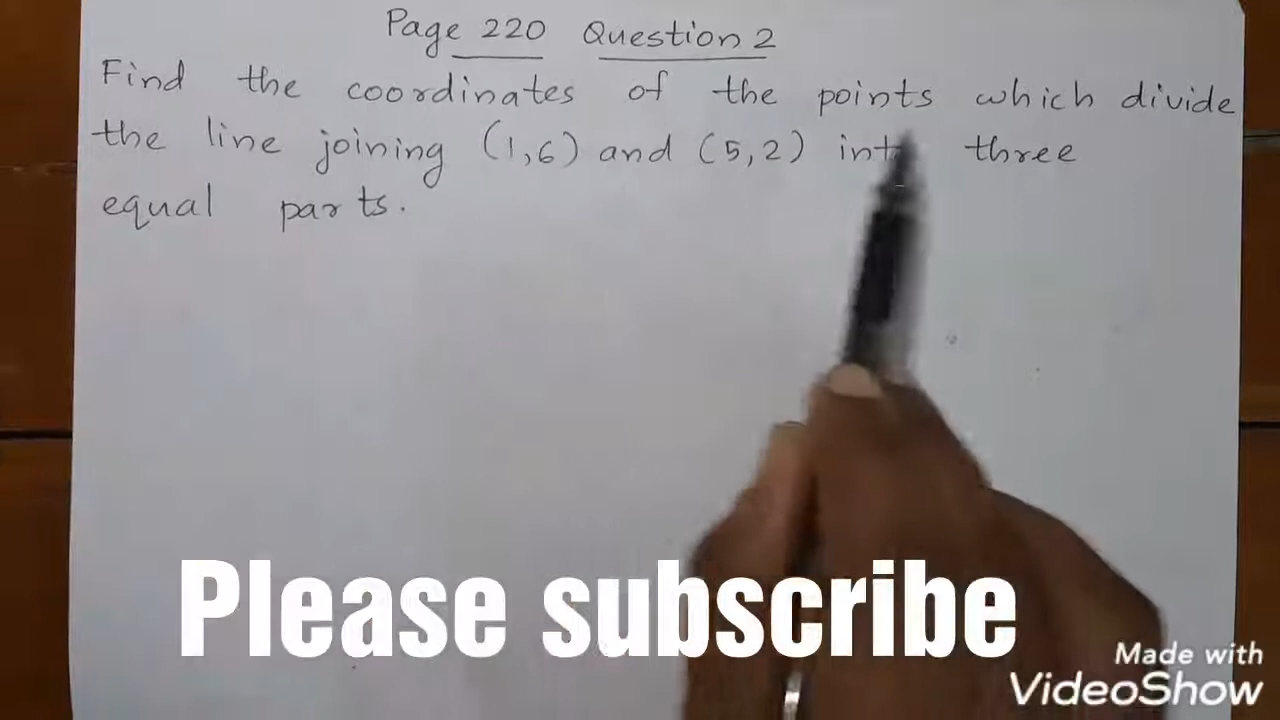 Page 220 Question 2
Find the coordinates of the points which divide
the line joining (1,6) and (5,2) into three
equal parts.
Please subscribe
Made with
VideoShow